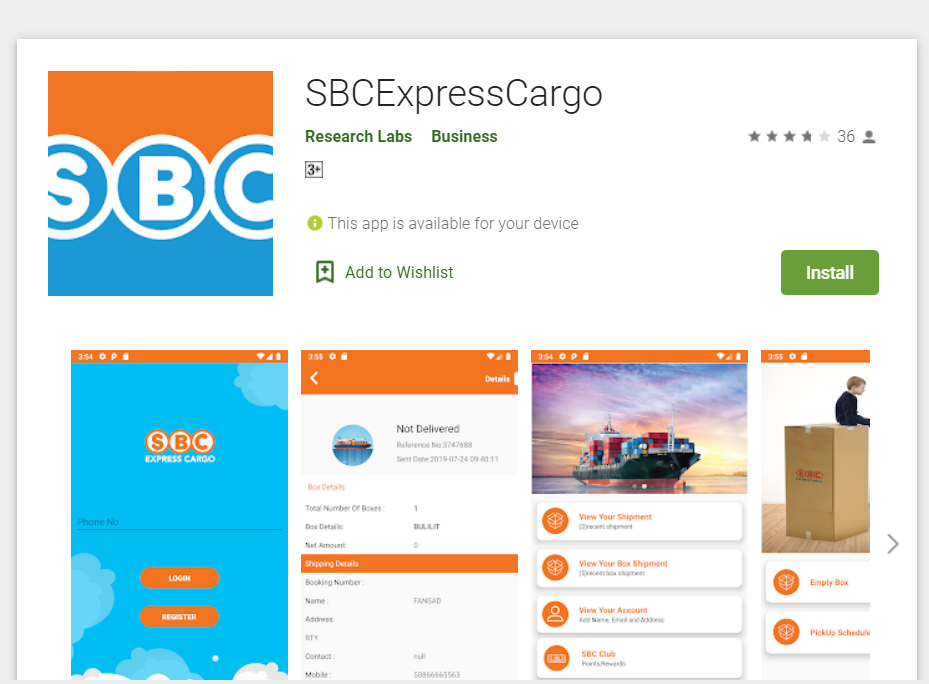 SBC
SBCExpressCargo
Research Labs Business
36
3+
This app is available for your device
Add to Wishlist
Install
3:54
SBC
EXPRESS CARGO
Phone No
LOGIN
REGISTER
3:55
Details
Not Delivered
Reference No:3747688
Sent Date:2019-07-24 09:40:11
Box Details
Total Number Of Boxes : 1
Box Details: BULILIT
Net Amount: 0
Shipping Details
Booking Number :
Name : FANSAD
Address:
RTY
Contact : null
Mobile : 50866665563
3:54
View Your Shipment
(3)recent shipment
View Your Box Shipment
(5)recent box shipment
View Your Account
Add Name, Email and Address
SBC Club
Points,Rewards
3:55
SBC
Empty Box
PickUp Schedule